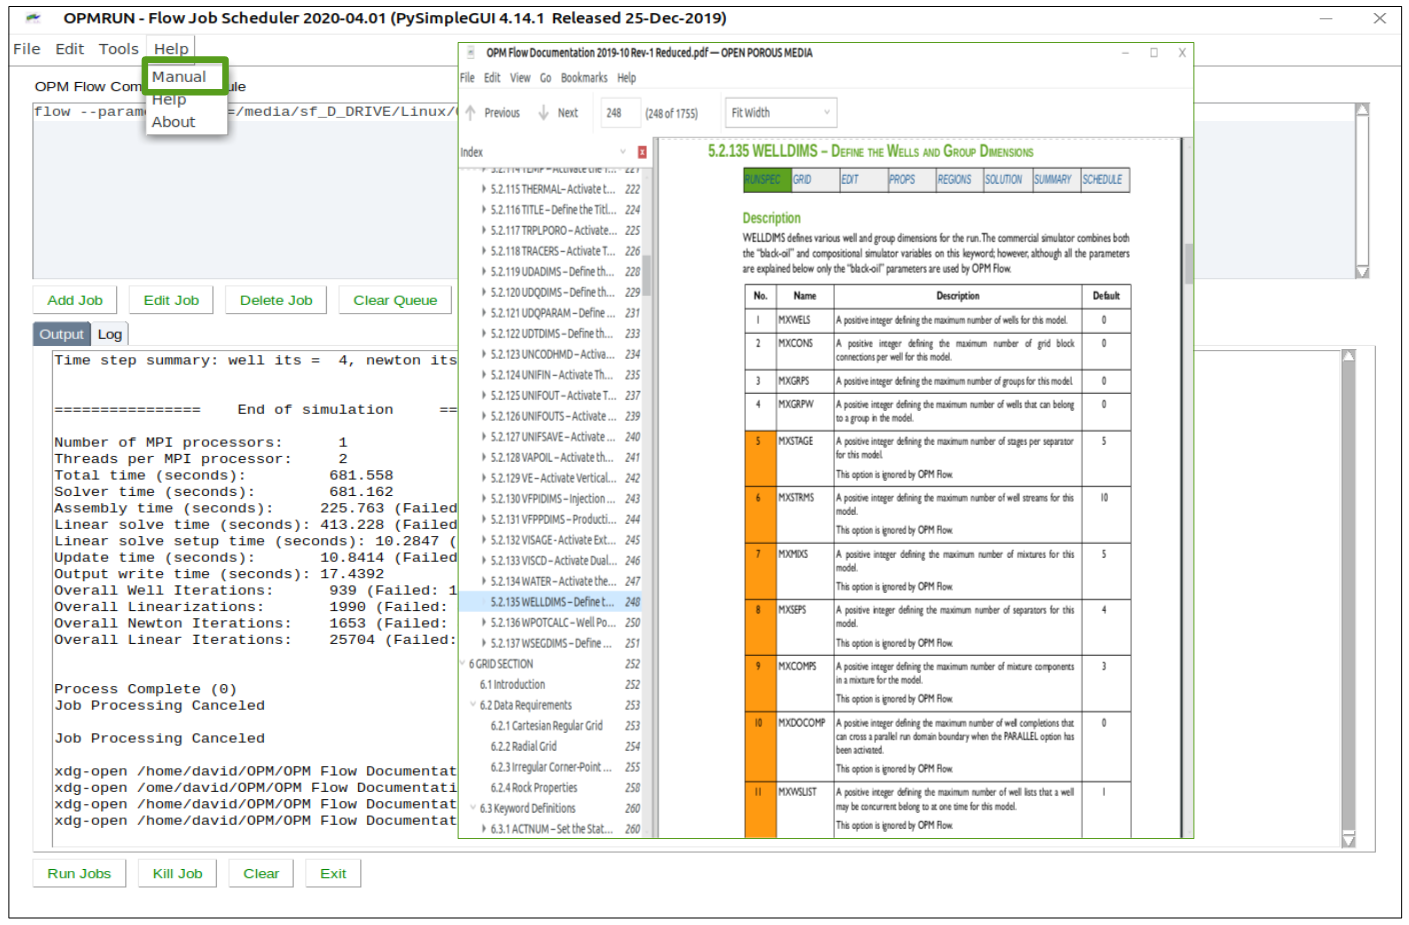 OPMRUN - Flow Job Scheduler 2020-04.01 (PySimpleGUI 4.14.1 Released 25-Dec-2019)
File Edit Tools Help
Manual
Help
About
OPM Flow Com
ule
flow --param
=/media/sf_D_DRIVE/Linux/
Add Job Edit Job Delete Job Clear Queue
Output Log
Time step summary: well its = 4, newton its
================ End of simulation ==
Number of MPI processors: 1
Threads per MPI processor: 2
Total time (seconds): 681.558
Solver time (seconds): 681.162
Assembly time (seconds): 225.763 (Failed
Linear solve time (seconds): 413.228 (Failed
Linear solve setup time (seconds): 10.2847 (
Update time (seconds): 10.8414 (Failed
Output write time (seconds): 17.4392
Overall Well Iterations: 939 (Failed: 1
Overall Linearizations: 1990 (Failed:
Overall Newton Iterations: 1653 (Failed:
Overall Linear Iterations: 25704 (Failed:
Process Complete (0)
Job Processing Canceled
Job Processing Canceled
xdg-open /home/david/OPM/OPM Flow Documentat
xdg-open /ome/david/OPM/OPM Flow Documentati
xdg-open /home/david/OPM/OPM Flow Documentat
xdg-open /home/david/OPM/OPM Flow Documentat
Run Jobs Kill Job Clear Exit
OPM Flow Documentation 2019-10 Rev-1 Reduced.pdf — OPEN POROUS MEDIA
File Edit View Go Bookmarks Help
Previous Next 248 (248 of 1755) Fit Width
Index
5.2.114 TEMP – Activate the T... 221
5.2.115 THERMAL– Activate t... 222
5.2.116 TITLE – Define the Titl... 224
5.2.117 TRPLPORO – Activate... 225
5.2.118 TRACERS – Activate T... 226
5.2.119 UDADIMS – Define th... 228
5.2.120 UDQDIMS – Define th... 229
5.2.121 UDQPARAM – Define ... 231
5.2.122 UDTDIMS – Define th... 233
5.2.123 UNCODHMD – Activa... 234
5.2.124 UNIFIN – Activate Th... 235
5.2.125 UNIFOUT – Activate T... 237
5.2.126 UNIFOUTS – Activate ... 239
5.2.127 UNIFSAVE – Activate ... 240
5.2.128 VAPOIL – Activate th... 241
5.2.129 VE – Activate Vertical... 242
5.2.130 VFPIDIMS – Injection ... 243
5.2.131 VFPPDIMS – Producti... 244
5.2.132 VISAGE - Activate Ext... 245
5.2.133 VISCD – Activate Dual... 246
5.2.134 WATER – Activate the... 247
5.2.135 WELLDIMS – Define t... 248
5.2.136 WPOTCALC – Well Po... 250
5.2.137 WSEGDIMS – Define ... 251
6 GRID SECTION 252
6.1 Introduction 252
6.2 Data Requirements 253
6.2.1 Cartesian Regular Grid 253
6.2.2 Radial Grid 254
6.2.3 Irregular Corner-Point ... 255
6.2.4 Rock Properties 258
6.3 Keyword Definitions 260
6.3.1 ACTNUM – Set the Stat... 260
5.2.135 WELLDIMS – Define the Wells and Group Dimensions
RUNSPEC GRID EDIT PROPS REGIONS SOLUTION SUMMARY SCHEDULE
Description
WELLDIMS defines various well and group dimensions for the run. The commercial simulator combines both
the “black-oil” and compositional simulator variables on this keyword; however, although all the parameters
are explained below only the “black-oil” parameters are used by OPM Flow.
No. Name Description Default
1 MXWELS A positive integer defining the maximum number of wells for this model. 0
2 MXCONS A positive integer defining the maximum number of grid block 0
connections per well for this model.
3 MXGRPS A positive integer defining the maximum number of groups for this model. 0
4 MXGRPW A positive integer defining the maximum number of wells that can belong 0
to a group in the model.
5 MXSTAGE A positive integer defining the maximum number of stages per separator 5
for this model.
This option is ignored by OPM Flow.
6 MXSTRMS A positive integer defining the maximum number of well streams for this 10
model.
This option is ignored by OPM Flow.
7 MXMIXS A positive integer defining the maximum number of mixtures for this 5
model.
This option is ignored by OPM Flow.
8 MXSEPS A positive integer defining the maximum number of separators for this 4
model.
This option is ignored by OPM Flow.
9 MXCOMPS A positive integer defining the maximum number of mixture components 3
in a mixture for the model.
This option is ignored by OPM Flow.
10 MXDOCOMP A positive integer defining the maximum number of well completions that 0
can cross a parallel run domain boundary when the PARALLEL option has
been activated.
This option is ignored by OPM Flow.
11 MXWSLIST A positive integer defining the maximum number of well lists that a well 1
may be concurrent belong to at one time for this model.
This option is ignored by OPM Flow.